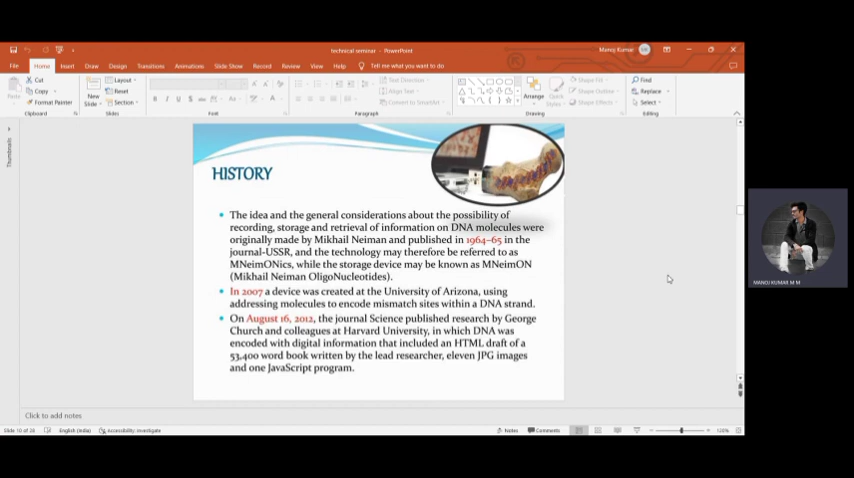 technical seminar - PowerPoint
Manoj Kumar
File Home Insert Draw Design Transitions Animations Slide Show Record Review View Help Tell me what you want to do
Cut
Copy
Format Painter
Paste
Clipboard
New Slide
Layout
Reset
Section
Slides
Font
Text Direction
Align Text
Convert to SmartArt
Paragraph
Arrange
Quick Styles
Shape Fill
Shape Outline
Shape Effects
Drawing
Find
Replace
Select
Editing
Thumbnails
HISTORY
• The idea and the general considerations about the possibility of
recording, storage and retrieval of information on DNA molecules were
originally made by Mikhail Neiman and published in 1964–65 in the
journal-USSR, and the technology may therefore be referred to as
MNeimONics, while the storage device may be known as MNeimON
(Mikhail Neiman OligoNucleotides).
• In 2007 a device was created at the University of Arizona, using
addressing molecules to encode mismatch sites within a DNA strand.
• On August 16, 2012, the journal Science published research by George
Church and colleagues at Harvard University, in which DNA was
encoded with digital information that included an HTML draft of a
53,400 word book written by the lead researcher, eleven JPG images
and one JavaScript program.
MANOJ KUMAR M M
Click to add notes
Slide 10 of 28 English (India) Accessibility: Investigate Notes Comments